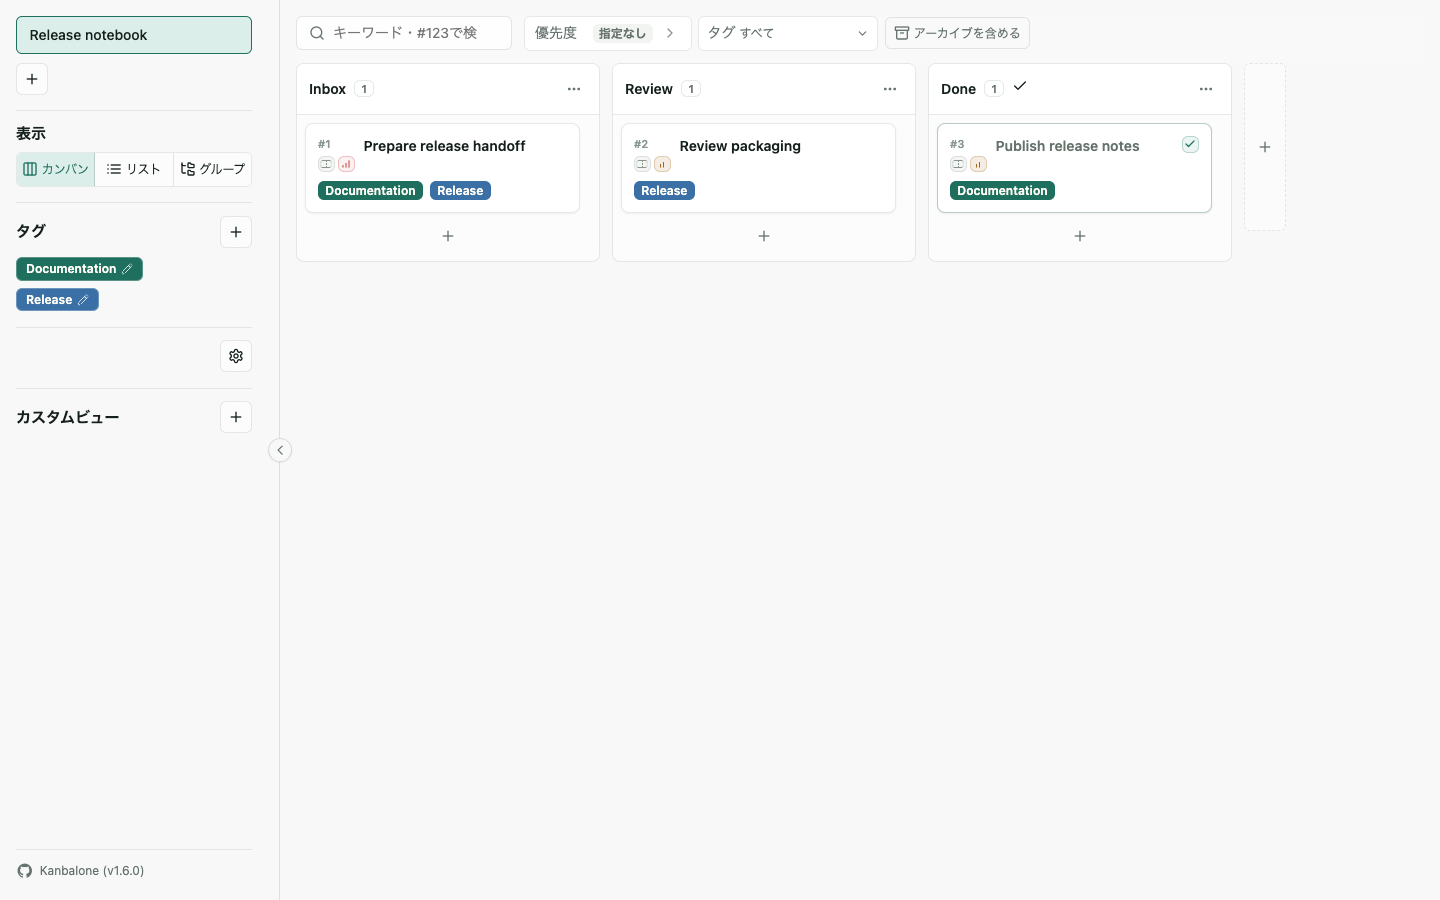 Release notebook
表示
カンバン リスト グループ
タグ
Documentation
Release
カスタムビュー
Kanbalone (v1.6.0)
キーワード・#123で検
優先度 指定なし
タグ すべて
アーカイブを含める
Inbox 1
#1 Prepare release handoff
Documentation Release
Review 1
#2 Review packaging
Release
Done 1
#3 Publish release notes
Documentation